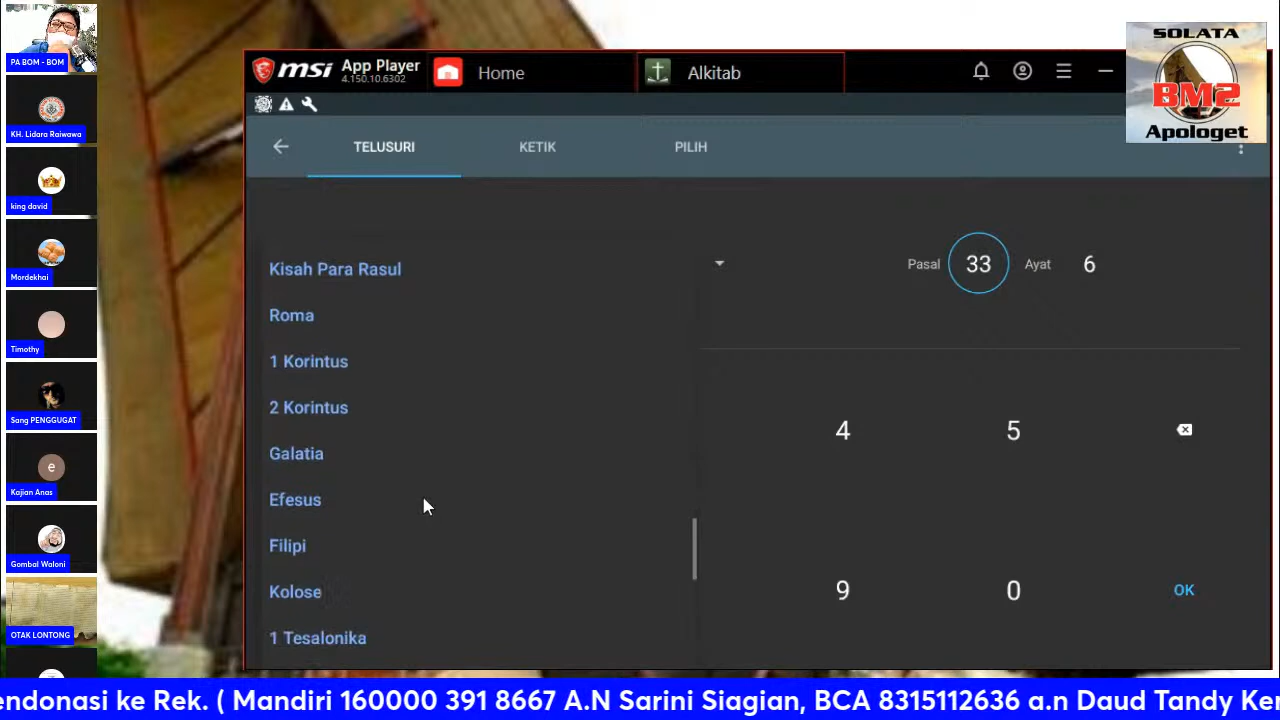 PA BOM - BOM
KH. Lidara Raiwawa
king david
Mordekhai
Timothy
Sang PENGGUGAT
e
Kajian Anas
Gombal Waloni
OTAK LONTONG
msi App Player
4.150.10.6302
Home
Alkitab
SOLATA
BM2
Apologet
TELUSURI
KETIK
PILIH
Kisah Para Rasul
Roma
1 Korintus
2 Korintus
Galatia
Efesus
Filipi
Kolose
1 Tesalonika
Pasal 33 Ayat 6
4 5
9 0 OK
endonasi ke Rek. ( Mandiri 160000 391 8667 A.N Sarini Siagian, BCA 8315112636 a.n Daud Tandy Ke